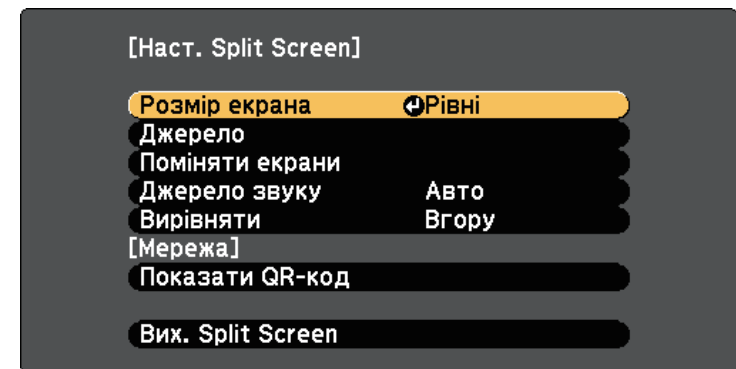 [Наст. Split Screen]
Розмір екрана Рівні
Джерело
Поміняти екрани
Джерело звуку Авто
Вирівняти Вгору
[Мережа]
Показати QR-код
Вих. Split Screen